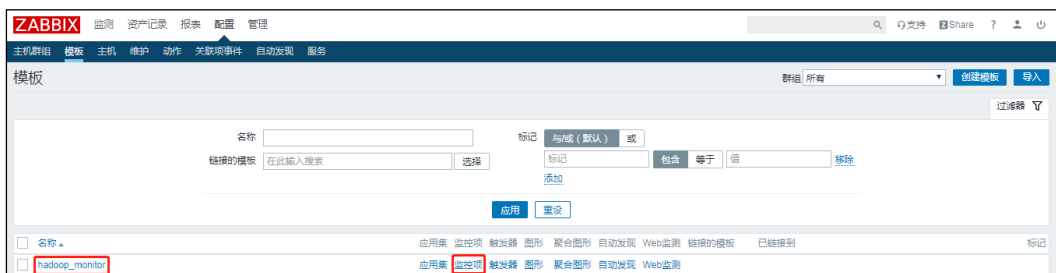 ZABBIX 监测 资产记录 报表 配置 管理 支持 Share ?
主机群组 模板 主机 维护 动作 关联项事件 自动发现 服务
模板 群组 所有 创建模板 导入
过滤器
名称 标记 与/或（默认） 或
链接的模板 在此输入搜索 选择 标记 包含 等于 值 移除
添加
应用 重设
名称 应用集 监控项 触发器 图形 聚合图形 自动发现 Web监测 链接的模板 已链接到 标记
hadoop_monitor 应用集 监控项 触发器 图形 聚合图形 自动发现 Web监测